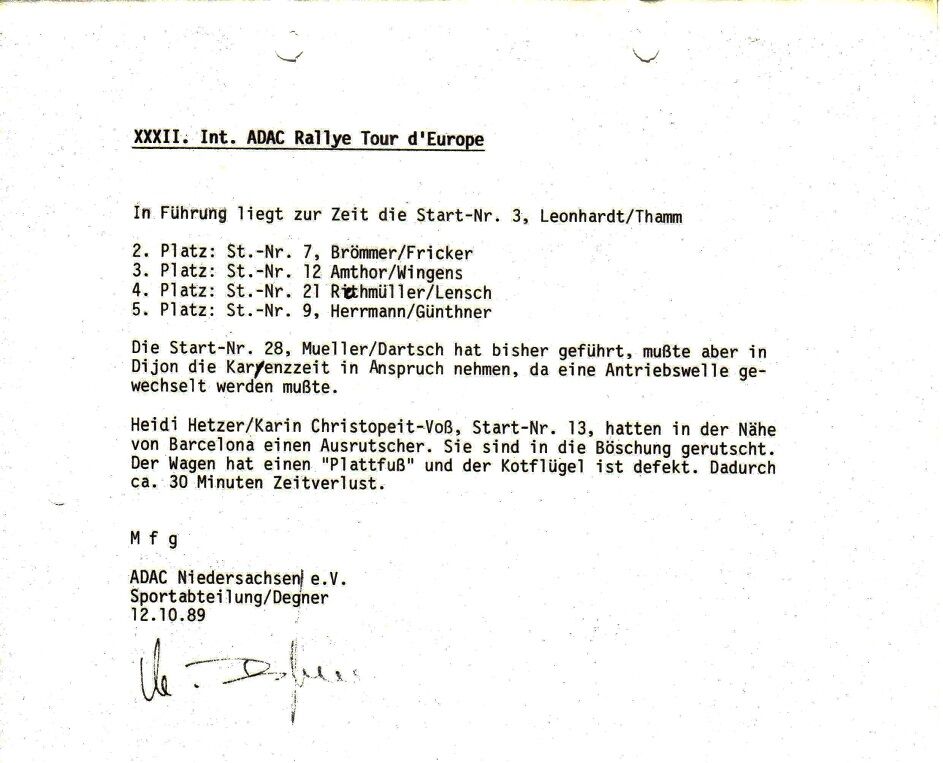 XXXII. Int. ADAC Rallye Tour d'Europe
In Führung liegt zur Zeit die Start-Nr. 3, Leonhardt/Thamm
2. Platz: St.-Nr. 7, Brömmer/Fricker
3. Platz: St.-Nr. 12 Amthor/Wingens
4. Platz: St.-Nr. 21 Rethmüller/Lensch
5. Platz: St.-Nr. 9, Herrmann/Günthner
Die Start-Nr. 28, Mueller/Dartsch hat bisher geführt, mußte aber in
Dijon die Karrenzzeit in Anspruch nehmen, da eine Antriebswelle ge-
wechselt werden mußte.
Heidi Hetzer/Karin Christopeit-Voß, Start-Nr. 13, hatten in der Nähe
von Barcelona einen Ausrutscher. Sie sind in die Böschung gerutscht.
Der Wagen hat einen "Plattfuß" und der Kotflügel ist defekt. Dadurch
ca. 30 Minuten Zeitverlust.
M f g
ADAC Niedersachsen e.V.
Sportabteilung/Degner
12.10.89